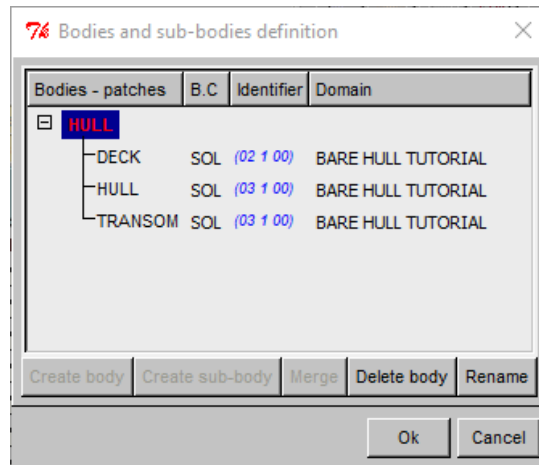 Bodies and sub-bodies definition
Bodies - patches B.C Identifier Domain
HULL
DECK SOL (02 1 00) BARE HULL TUTORIAL
HULL SOL (03 1 00) BARE HULL TUTORIAL
TRANSOM SOL (03 1 00) BARE HULL TUTORIAL
Create body Create sub-body Merge Delete body Rename
Ok Cancel